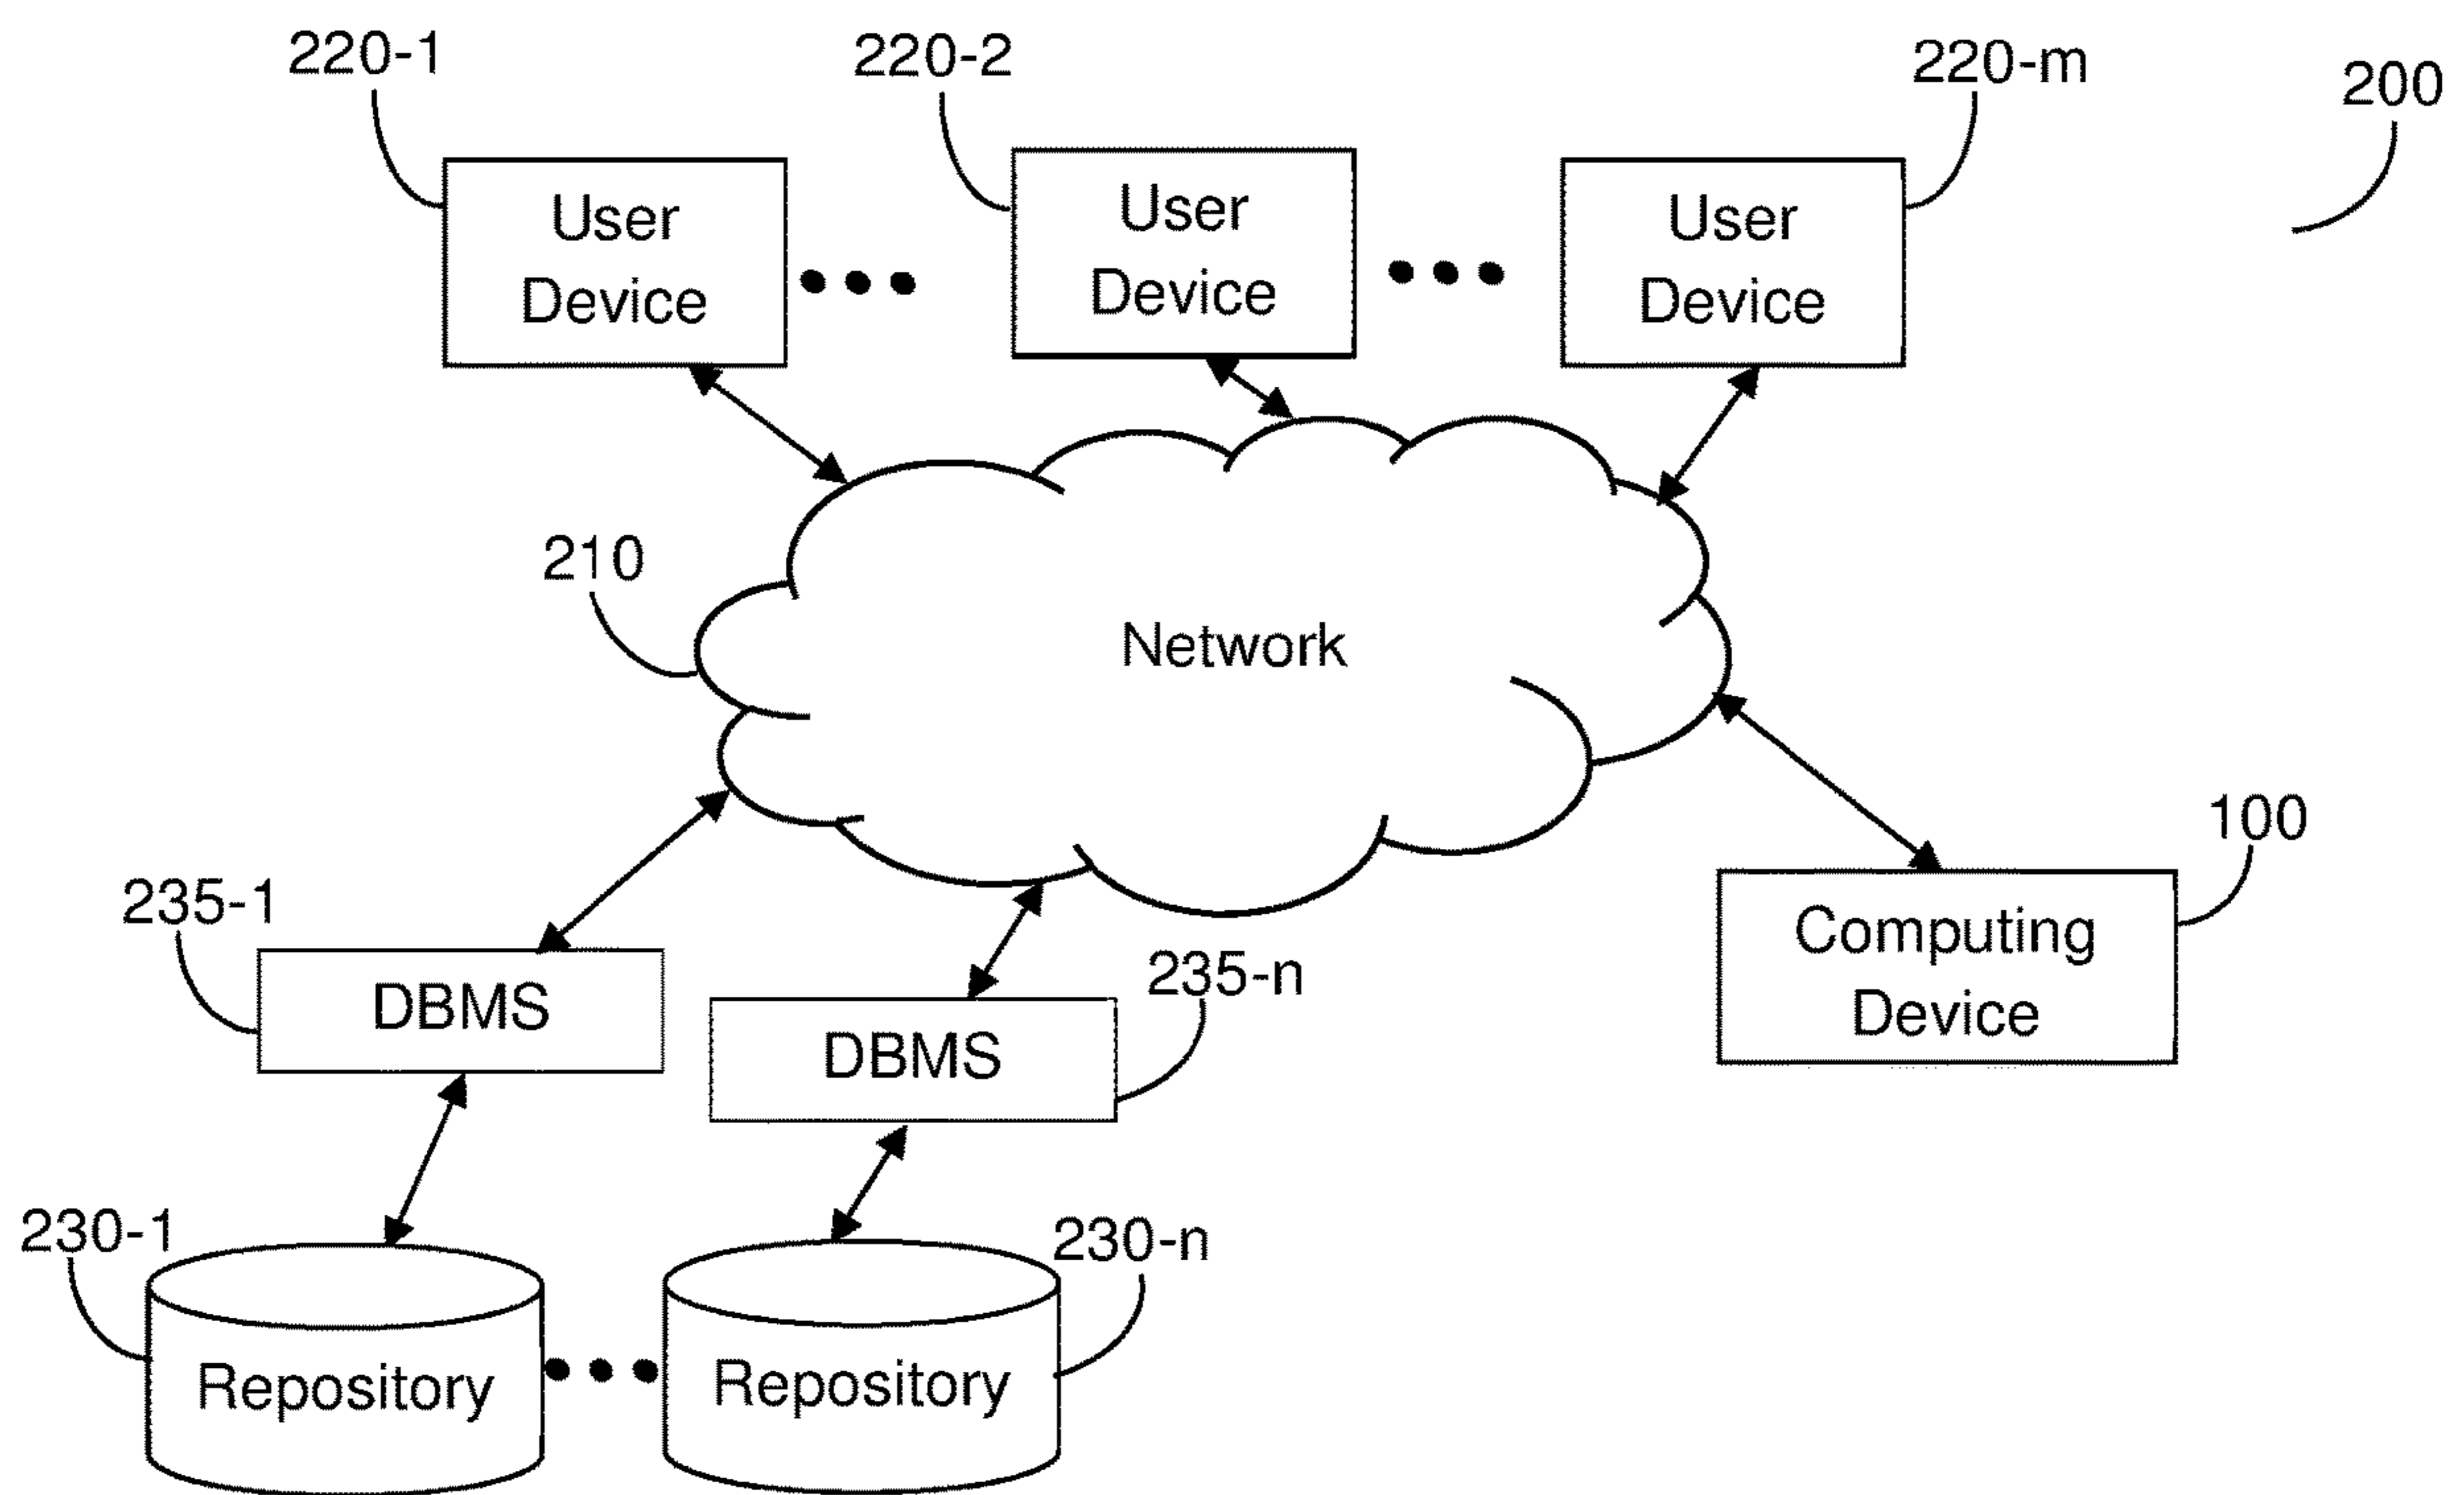 220-1
220-2
220-m
200
User
Device
User
Device
User
Device
210
Network
100
235-1
235-n
Computing
Device
DBMS
DBMS
230-1
230-n
Repository
Repository